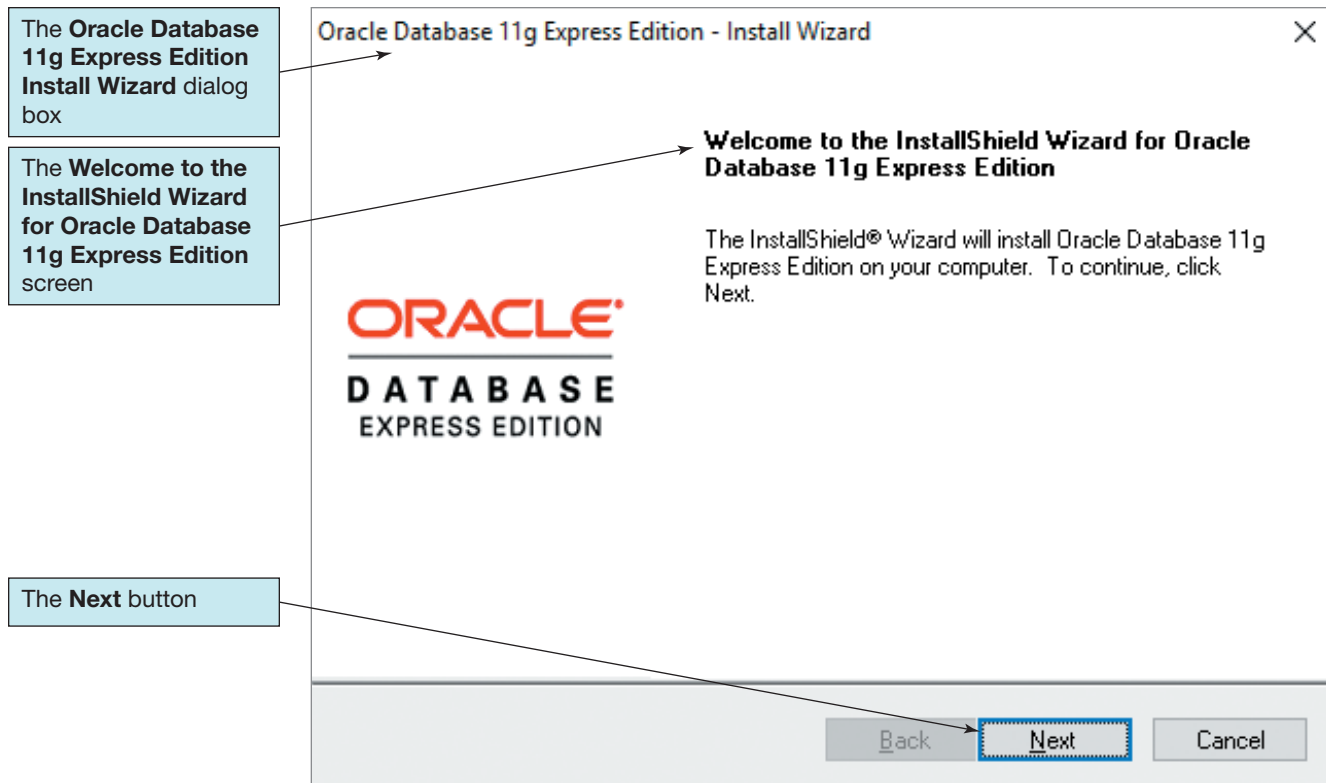 The Oracle Database
11g Express Edition
Install Wizard dialog
box
The Welcome to the
InstallShield Wizard
for Oracle Database
11g Express Edition
screen
The Next button
Oracle Database 11g Express Edition - Install Wizard
Welcome to the InstallShield Wizard for Oracle
Database 11g Express Edition
The InstallShield® Wizard will install Oracle Database 11g
Express Edition on your computer. To continue, click
Next.
ORACLE®
DATABASE
EXPRESS EDITION
Back
Next
Cancel